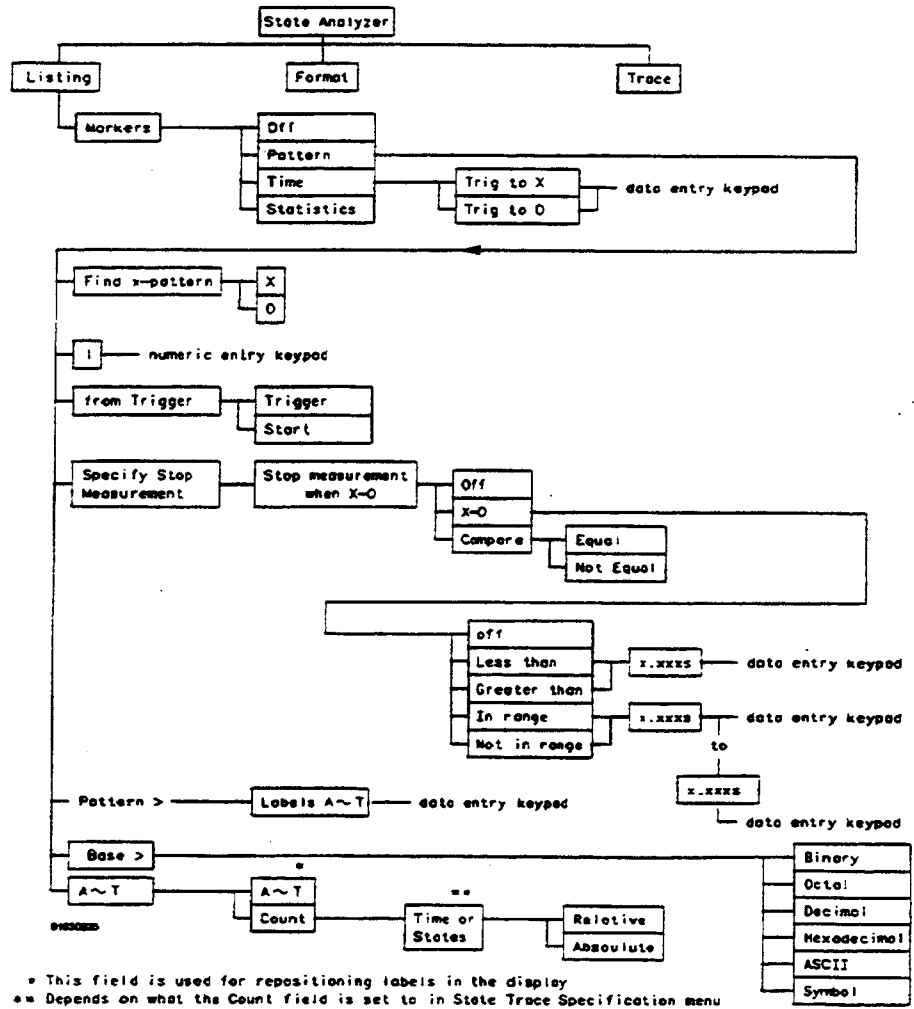 State Analyzer
Listing
Format
Trace
Markers
Off
Pattern
Time
Statistics
Trig to X
Trig to O
data entry keypad
Find x-pattern
X
O
1
numeric entry keypad
from Trigger
Trigger
Start
Specify Stop
Measurement
Stop measurement
when X-O
Off
X-O
Compare
Equal
Not Equal
off
Less than
Greater than
In range
Not in range
x.xxxs
data entry keypad
x.xxxs
data entry keypad
to
x.xxxs
data entry keypad
Pattern >
Labels A~T
data entry keypad
Base >
Binary
Octal
Decimal
Hexadecimal
ASCII
Symbol
A~T
*
A~T
Count
**
Time or
States
Relative
Absoulute
* This field is used for repositioning labels in the display
** Depends on what the Count field is set to in State Trace Specification menu